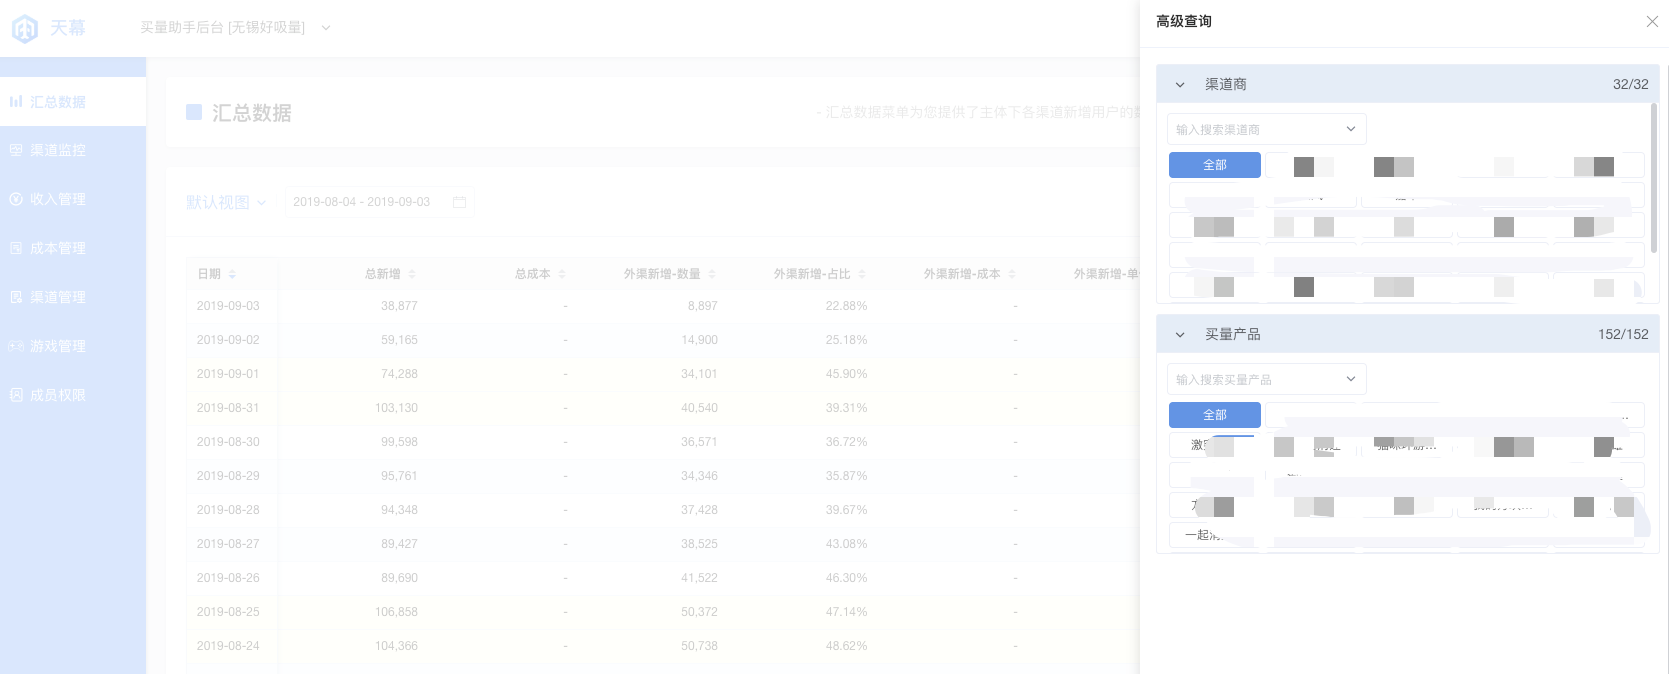 天幕
买量助手后台 [无锡好吸量]
汇总数据
渠道监控
收入管理
成本管理
渠道管理
游戏管理
成员权限
汇总数据
- 汇总数据菜单为您提供了主体下各渠道新增用户的数
默认视图 2019-08-04 - 2019-09-03
日期 总新增 总成本 外渠新增-数量 外渠新增-占比 外渠新增-成本 外渠新增-单
2019-09-03 38,877 - 8,897 22.88% -
2019-09-02 59,165 - 14,900 25.18% -
2019-09-01 74,288 - 34,101 45.90% -
2019-08-31 103,130 - 40,540 39.31% -
2019-08-30 99,598 - 36,571 36.72% -
2019-08-29 95,761 - 34,346 35.87% -
2019-08-28 94,348 - 37,428 39.67% -
2019-08-27 89,427 - 38,525 43.08% -
2019-08-26 89,690 - 41,522 46.30% -
2019-08-25 106,858 - 50,372 47.14% -
2019-08-24 104,366 - 50,738 48.62% -
高级查询
渠道商 32/32
输入搜索渠道商
全部
买量产品 152/152
输入搜索买量产品
全部
一起消